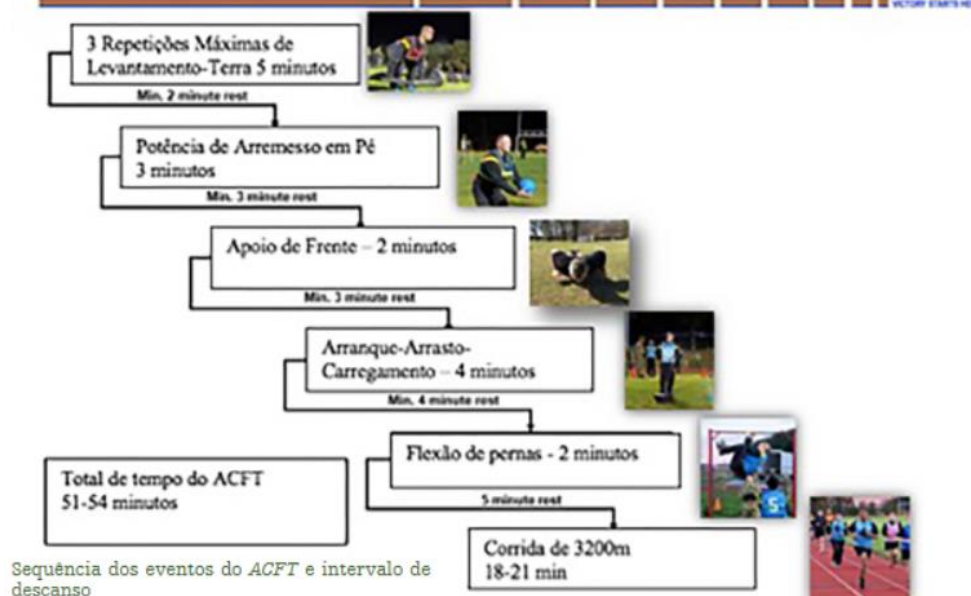 VICTORY STARTS HE
3 Repetições Máximas de
Levantamento-Terra 5 minutos
Min. 2 minute rest
Potência de Arremesso em Pé
3 minutos
Min. 3 minute rest
Apoio de Frente – 2 minutos
Min. 3 minute rest
Arranque-Arrasto-
Carregamento – 4 minutos
Min. 4 minute rest
Flexão de pernas - 2 minutos
5 minute rest
Total de tempo do ACFT
51-54 minutos
Corrida de 3200m
18-21 min
Sequência dos eventos do ACFT e intervalo de
descanso